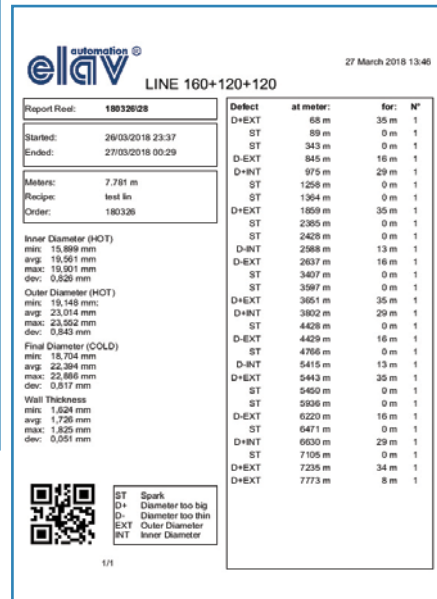 automation ®
elav
27 March 2018 13:46
LINE 160+120+120
Report Reel: 180326\28
Started: 26/03/2018 23:37
Ended: 27/03/2018 00:29
Meters: 7.781 m
Recipe: test lin
Order: 180326
Inner Diameter (HOT)
min: 15,899 mm
avg: 19,561 mm
max: 19,901 mm
dev: 0,826 mm
Outer Diameter (HOT)
min: 19,148 mm;
avg: 23,014 mm
max: 23,552 mm
dev: 0,843 mm
Final Diameter (COLD)
min: 18,704 mm
avg: 22,394 mm
max: 22,886 mm
dev: 0,817 mm
Wall Thickness
min: 1,624 mm
avg: 1,726 mm
max: 1,825 mm
dev: 0,051 mm
ST Spark
D+ Diameter too big
D- Diameter too thin
EXT Outer Diameter
INT Inner Diameter
1/1
Defect at meter: for: N°
D+EXT 68 m 35 m 1
ST 89 m 0 m 1
ST 343 m 0 m 1
D-EXT 845 m 16 m 1
D+INT 975 m 29 m 1
ST 1258 m 0 m 1
ST 1364 m 0 m 1
D+EXT 1859 m 35 m 1
ST 2385 m 0 m 1
ST 2428 m 0 m 1
D-INT 2588 m 13 m 1
D-EXT 2637 m 16 m 1
ST 3407 m 0 m 1
ST 3597 m 0 m 1
D+EXT 3651 m 35 m 1
D+INT 3802 m 29 m 1
ST 4428 m 0 m 1
D-EXT 4429 m 16 m 1
ST 4766 m 0 m 1
D-INT 5415 m 13 m 1
D+EXT 5443 m 35 m 1
ST 5450 m 0 m 1
ST 5936 m 0 m 1
D-EXT 6220 m 16 m 1
ST 6471 m 0 m 1
D+INT 6630 m 29 m 1
ST 7105 m 0 m 1
D+EXT 7235 m 34 m 1
D+EXT 7773 m 8 m 1